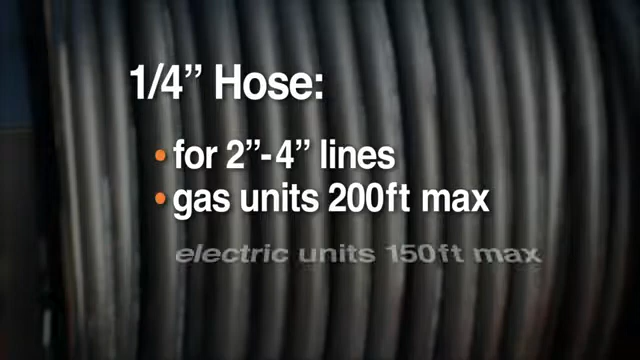 1/4” Hose:
• for 2”-4” lines
• gas units 200ft max
electric units 150ft max